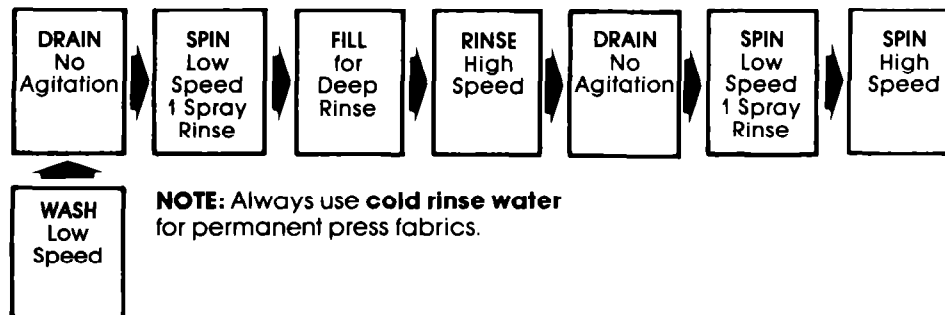 DRAIN
No
Agitation
SPIN
Low
Speed
1 Spray
Rinse
FILL
for
Deep
Rinse
RINSE
High
Speed
DRAIN
No
Agitation
SPIN
Low
Speed
1 Spray
Rinse
SPIN
High
Speed
WASH
Low
Speed
NOTE: Always use cold rinse water
for permanent press fabrics.